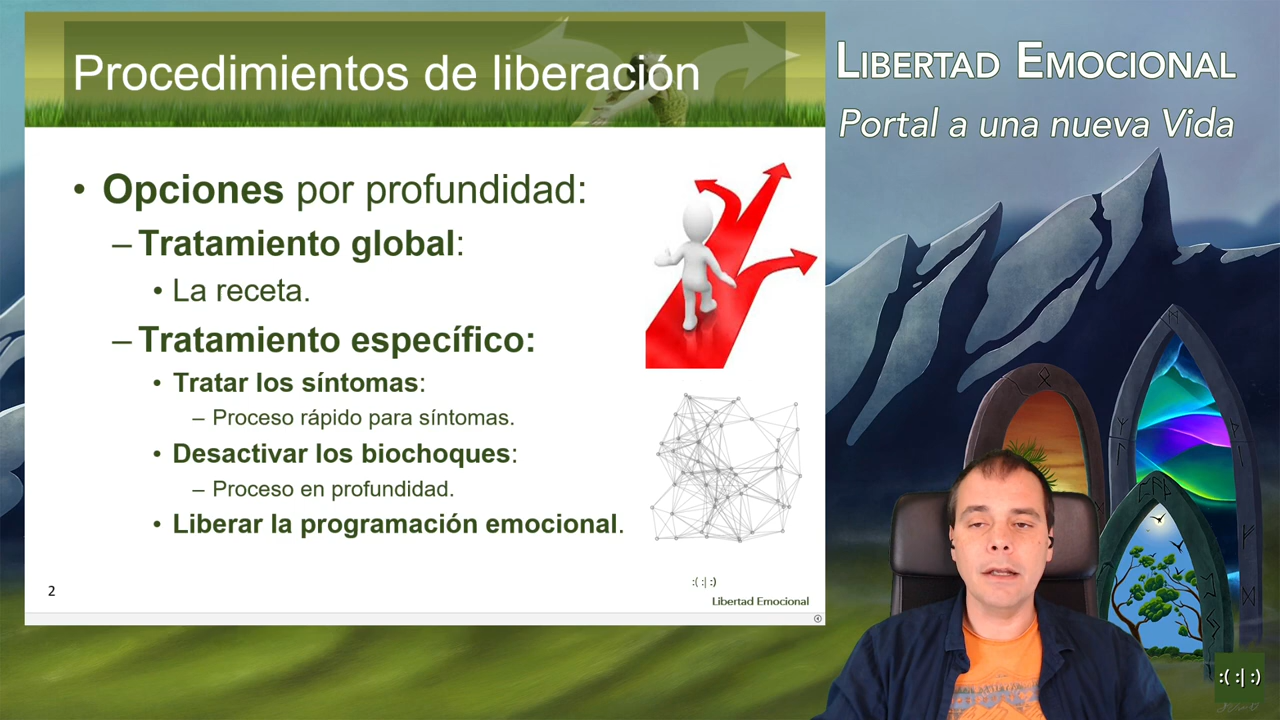 Procedimientos de liberación
• Opciones por profundidad:
– Tratamiento global:
• La receta.
– Tratamiento específico:
• Tratar los síntomas:
– Proceso rápido para síntomas.
• Desactivar los biochoques:
– Proceso en profundidad.
• Liberar la programación emocional.
2
:( :| :)
Libertad Emocional
LIBERTAD EMOCIONAL
Portal a una nueva Vida
:( :| :)